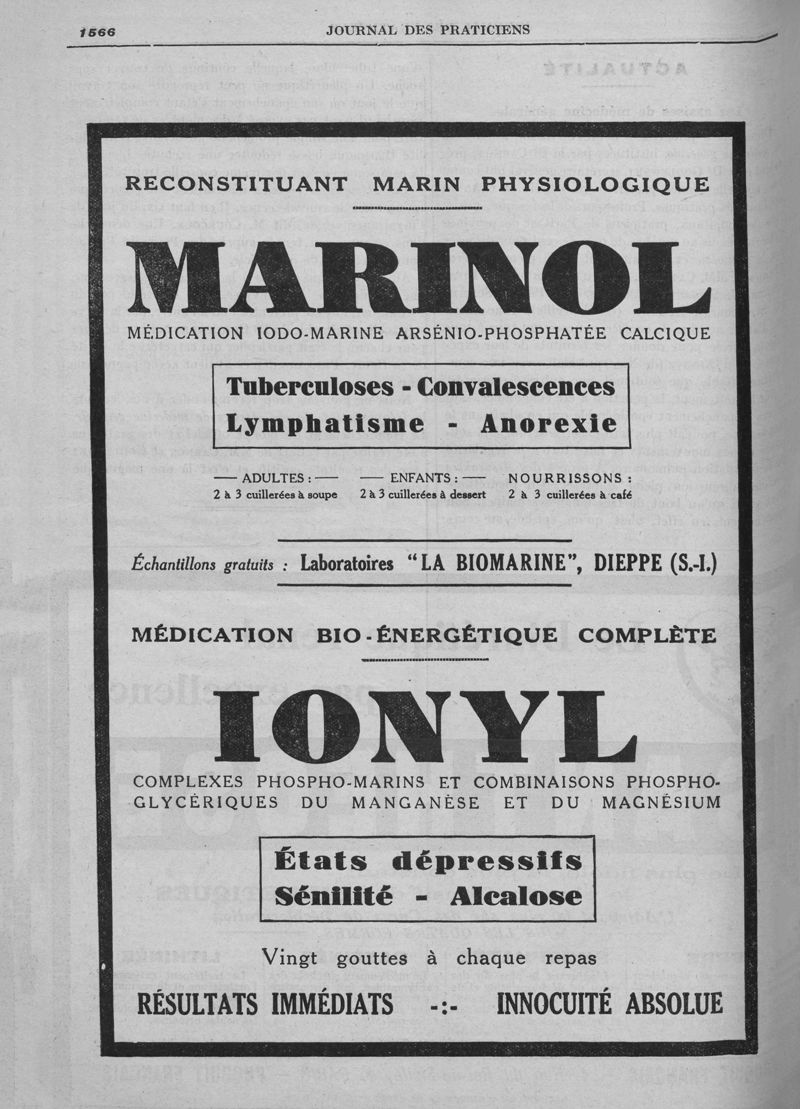 1566
JOURNAL DES PRATICIENS
RECONSTITUANT MARIN PHYSIOLOGIQUE
MARINOL
MÉDICATION IODO-MARINE ARSÉNIO-PHOSPHATÉE CALCIQUE
Tuberculoses - Convalescences
Lymphatisme - Anorexie
— ADULTES : — — ENFANTS : — NOURRISSONS :
2 à 3 cuillerées à soupe 2 à 3 cuillerées à dessert 2 à 3 cuillerées à café
Échantillons gratuits : Laboratoires "LA BIOMARINE", DIEPPE (S.-I.)
MÉDICATION BIO-ÉNERGÉTIQUE COMPLÈTE
IONYL
COMPLEXES PHOSPHO-MARINS ET COMBINAISONS PHOSPHO-
GLYCÉRIQUES DU MANGANÈSE ET DU MAGNÉSIUM
États dépressifs
Sénilité - Alcalose
Vingt gouttes à chaque repas
RÉSULTATS IMMÉDIATS -:- INNOCUITÉ ABSOLUE